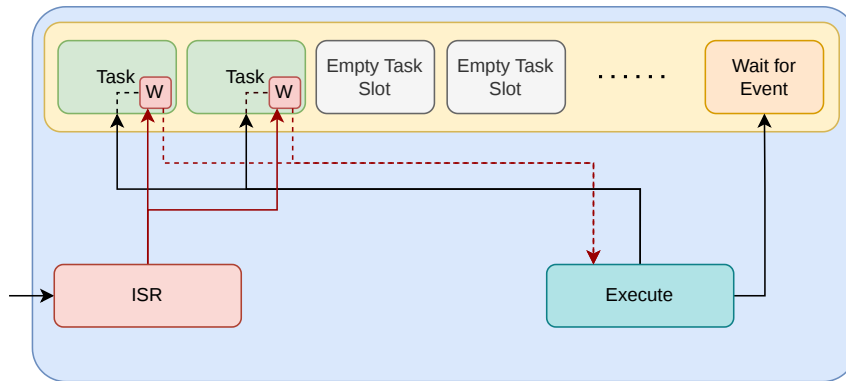 Task
W
Task
W
Empty Task
Slot
Empty Task
Slot
......
Wait for
Event
ISR
Execute